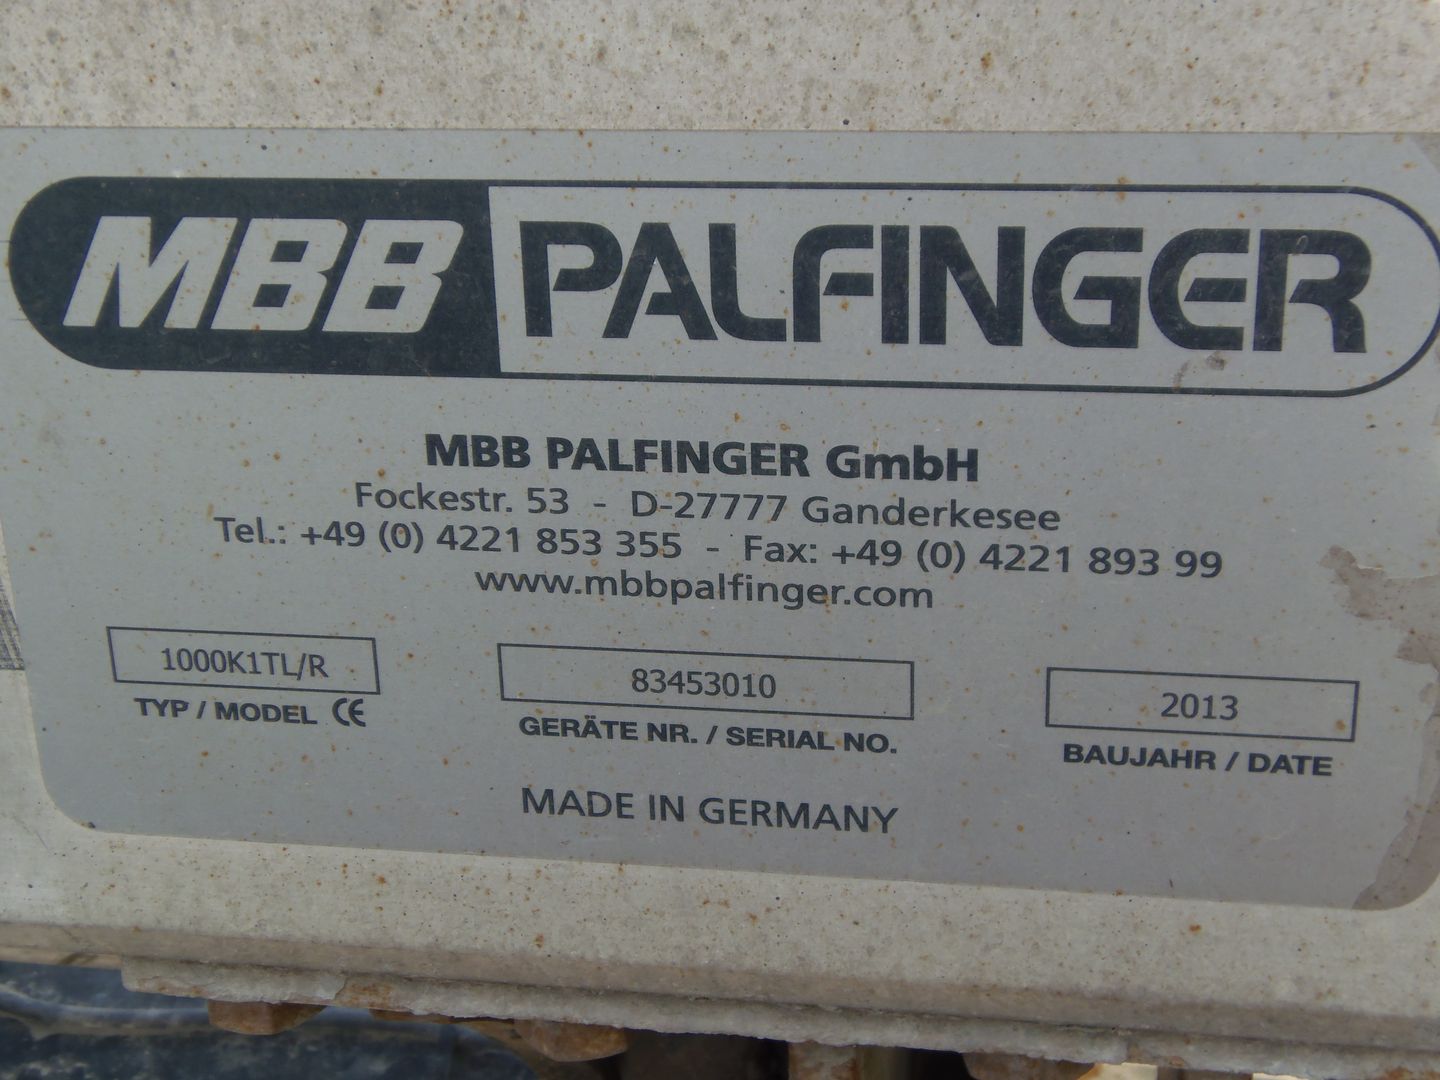 MBB PALFINGER
MBB PALFINGER GmbH
Fockestr. 53 - D-27777 Ganderkesee
Tel.: +49 (0) 4221 853 355 - Fax: +49 (0) 4221 893 99
www.mbbpalfinger.com
1000K1TL/R 83453010 2013
TYP / MODEL CE GERÄTE NR. / SERIAL NO. BAUJAHR / DATE
MADE IN GERMANY